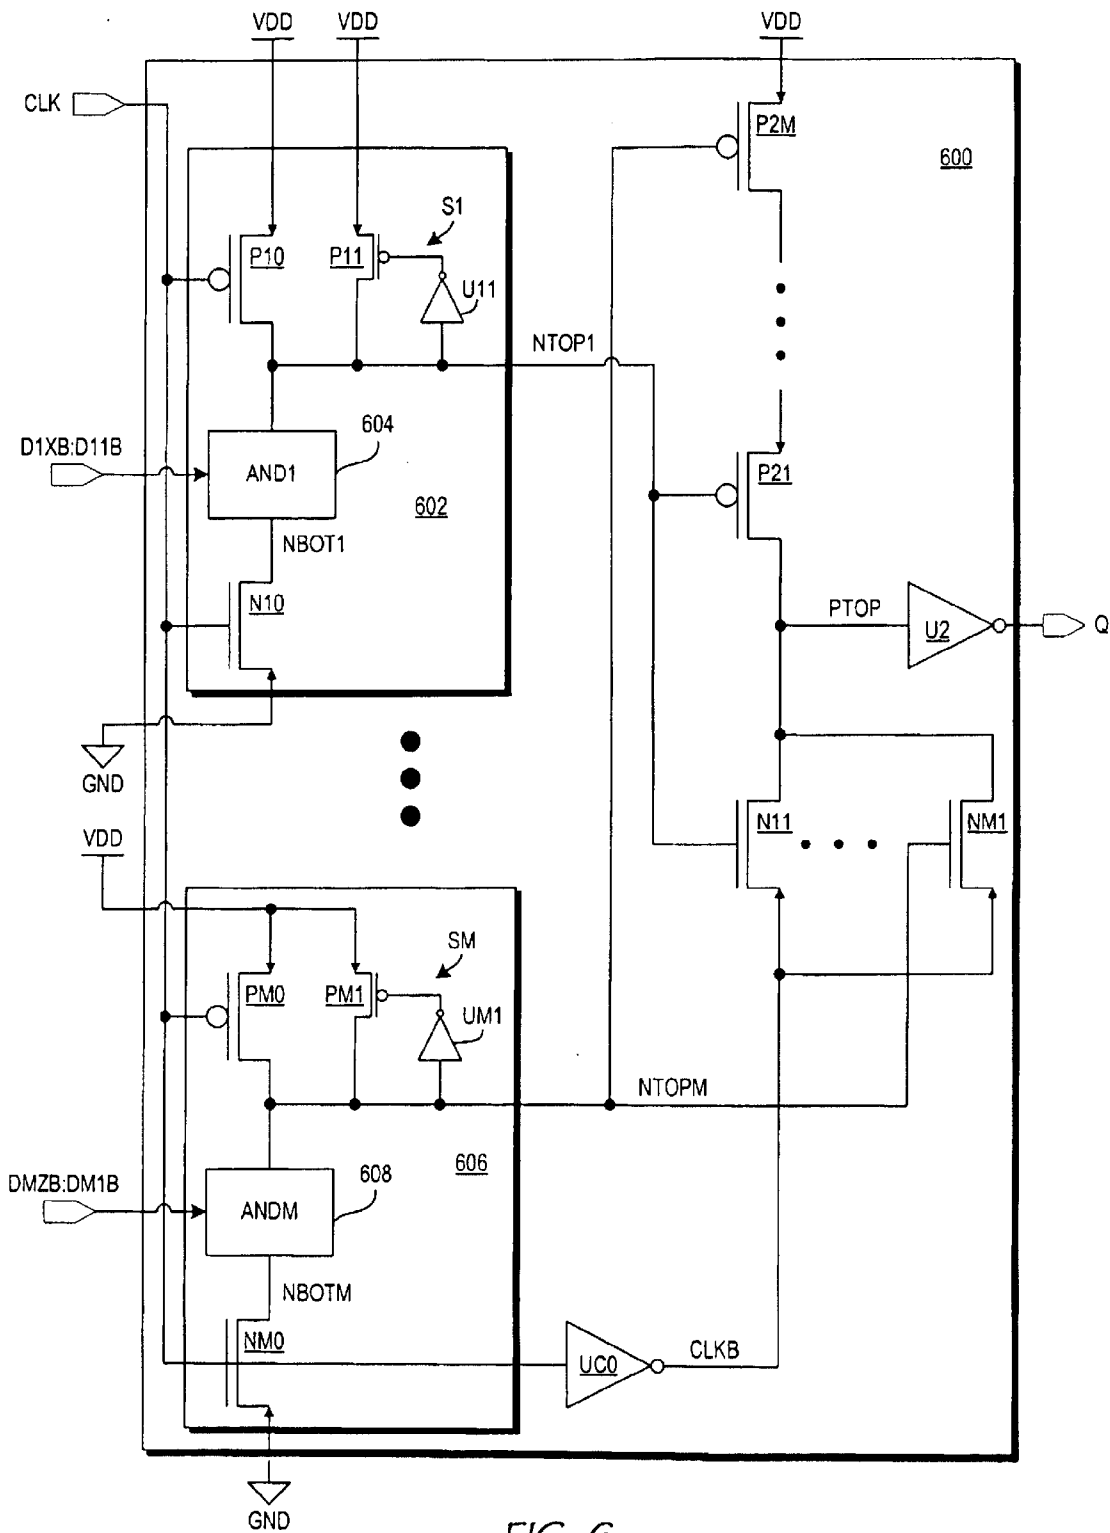 VDD VDD VDD
CLK
P2M
600
S1
P10 P11
U11
NTOP1
604
D1XB:D11B
AND1
P21
602
NBOT1
N10
PTOP
U2
Q
GND
VDD
N11 NM1
SM
PM0 PM1
UM1
NTOPM
606
608
DMZB:DM1B
ANDM
NBOTM
NM0
UC0
CLKB
GND
FIG. 6